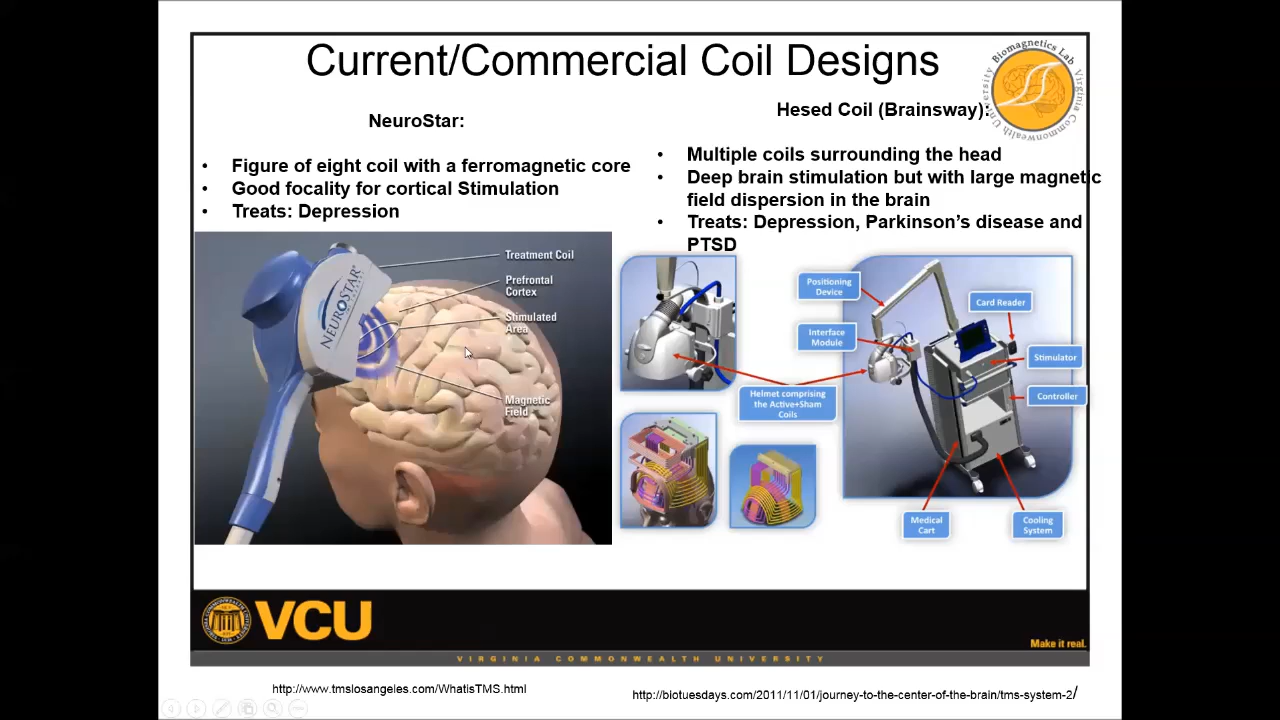 Current/Commercial Coil Designs
Biomagnetics Lab
Virginia Commonwealth University
NeuroStar:
• Figure of eight coil with a ferromagnetic core
• Good focality for cortical Stimulation
• Treats: Depression
Hesed Coil (Brainsway):
• Multiple coils surrounding the head
• Deep brain stimulation but with large magnetic
field dispersion in the brain
• Treats: Depression, Parkinson’s disease and
PTSD
NEUROSTAR
Treatment Coil
Prefrontal
Cortex
Stimulated
Area
Magnetic
Field
Positioning
Device
Interface
Module
Card Reader
Stimulator
Controller
Helmet comprising
the Active+Sham
Coils
Medical
Cart
Cooling
System
VCU
Make it real.
VIRGINIA COMMONWEALTH UNIVERSITY
http://www.tmslosangeles.com/WhatisTMS.html
http://biotuesdays.com/2011/11/01/journey-to-the-center-of-the-brain/tms-system-2/